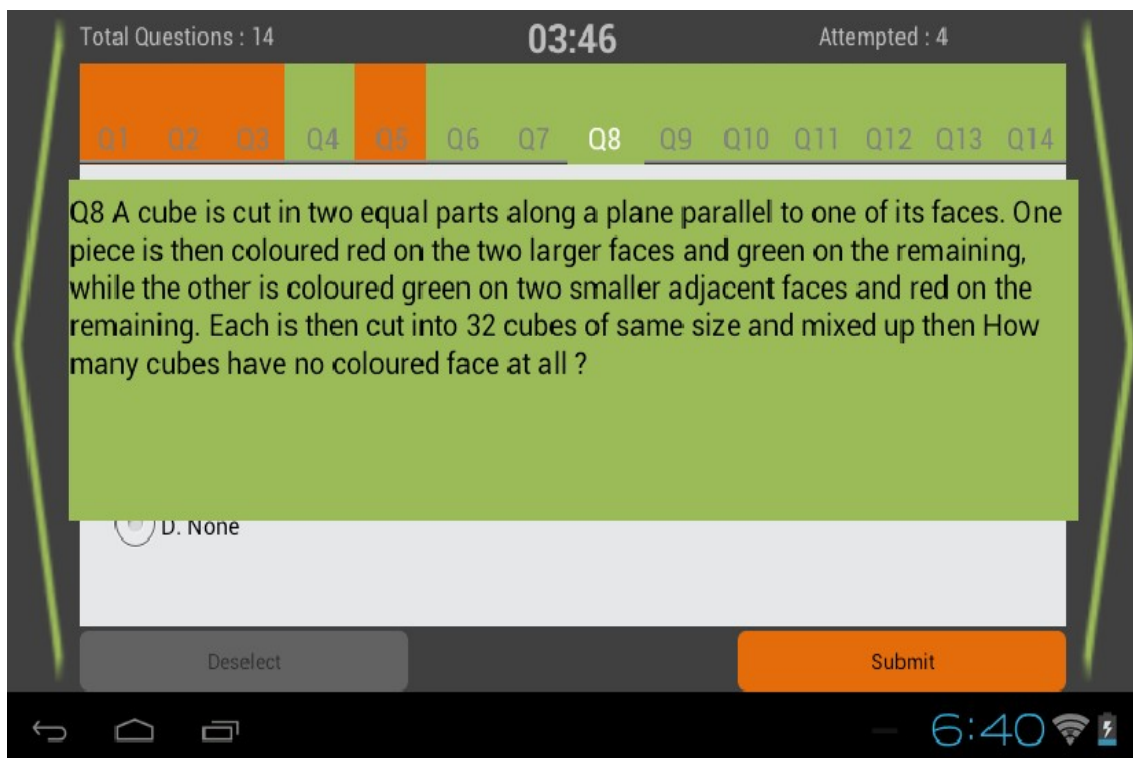 Total Questions : 14 03:46 Attempted : 4
Q1 Q2 Q3 Q4 Q5 Q6 Q7 Q8 Q9 Q10 Q11 Q12 Q13 Q14
Q8 A cube is cut in two equal parts along a plane parallel to one of its faces. One
piece is then coloured red on the two larger faces and green on the remaining,
while the other is coloured green on two smaller adjacent faces and red on the
remaining. Each is then cut into 32 cubes of same size and mixed up then How
many cubes have no coloured face at all ?
D. None
Deselect Submit
6:40